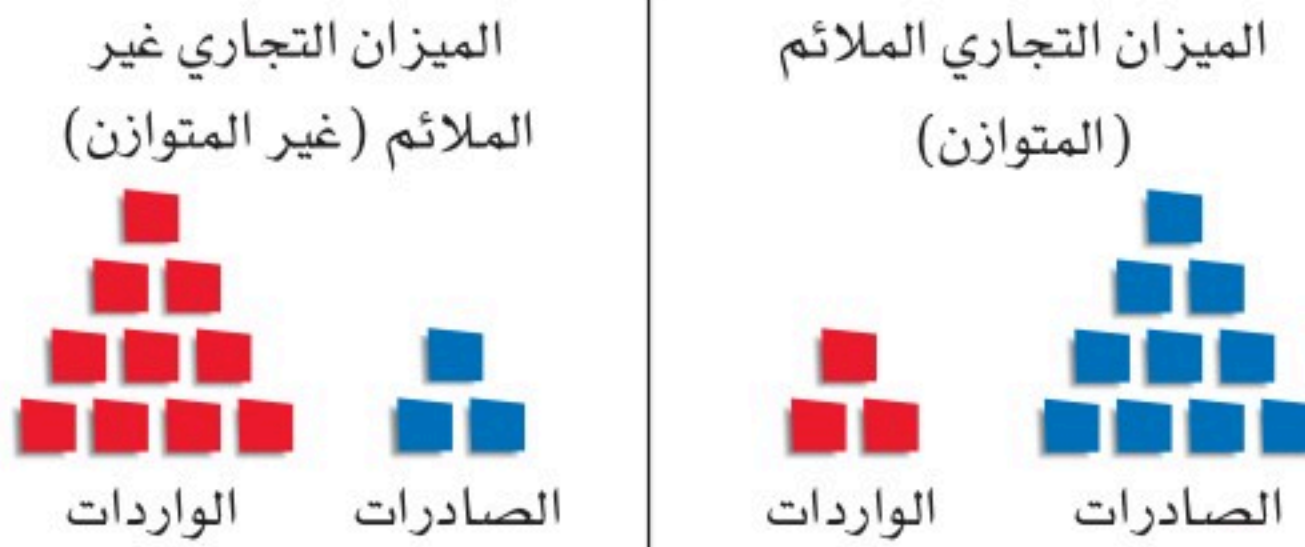 الميزان التجاري الملائم
(المتوازن)
الصادرات
الواردات
الميزان التجاري غير
الملائم (غير المتوازن)
الصادرات
الواردات